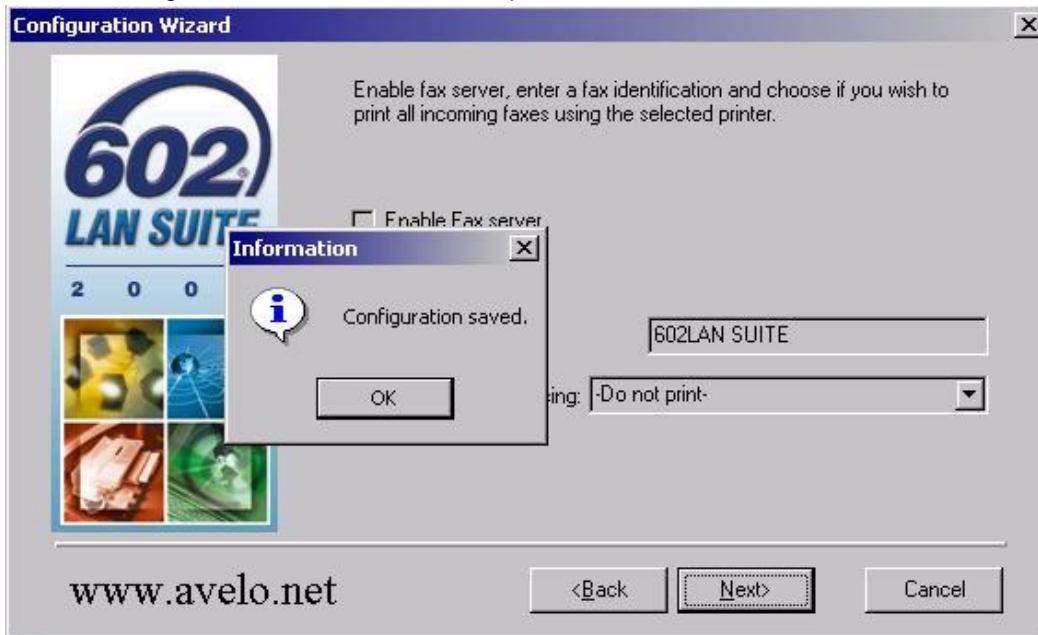 Configuration Wizard
602
LAN SUITE
2 0 0
Enable fax server, enter a fax identification and choose if you wish to
print all incoming faxes using the selected printer.
Enable Fax server
Information
Configuration saved.
OK
602LAN SUITE
ing: -Do not print-
www.avelo.net
<Back Next> Cancel